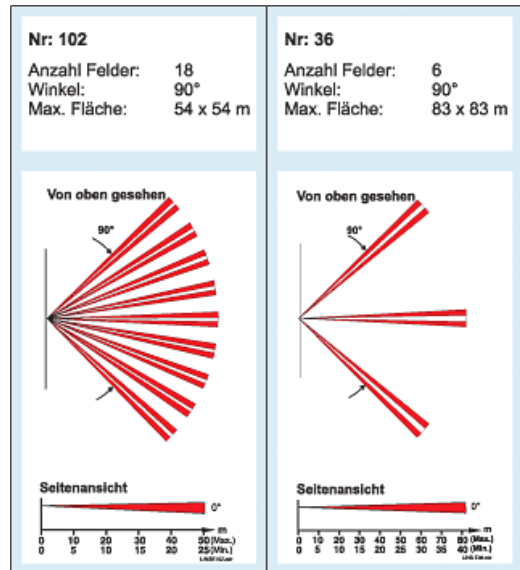 Nr: 102
Anzahl Felder: 18
Winkel: 90°
Max. Fläche: 54 x 54 m
Von oben gesehen
90°
Seitenansicht
0°
m
0 10 20 30 40 50 (Max.)
0 5 10 15 20 25 (Min.)
Nr: 36
Anzahl Felder: 6
Winkel: 90°
Max. Fläche: 83 x 83 m
Von oben gesehen
90°
Seitenansicht
0°
m
0 10 20 30 40 50 60 70 80 (Max.)
0 5 10 15 20 25 30 35 40 (Min.)